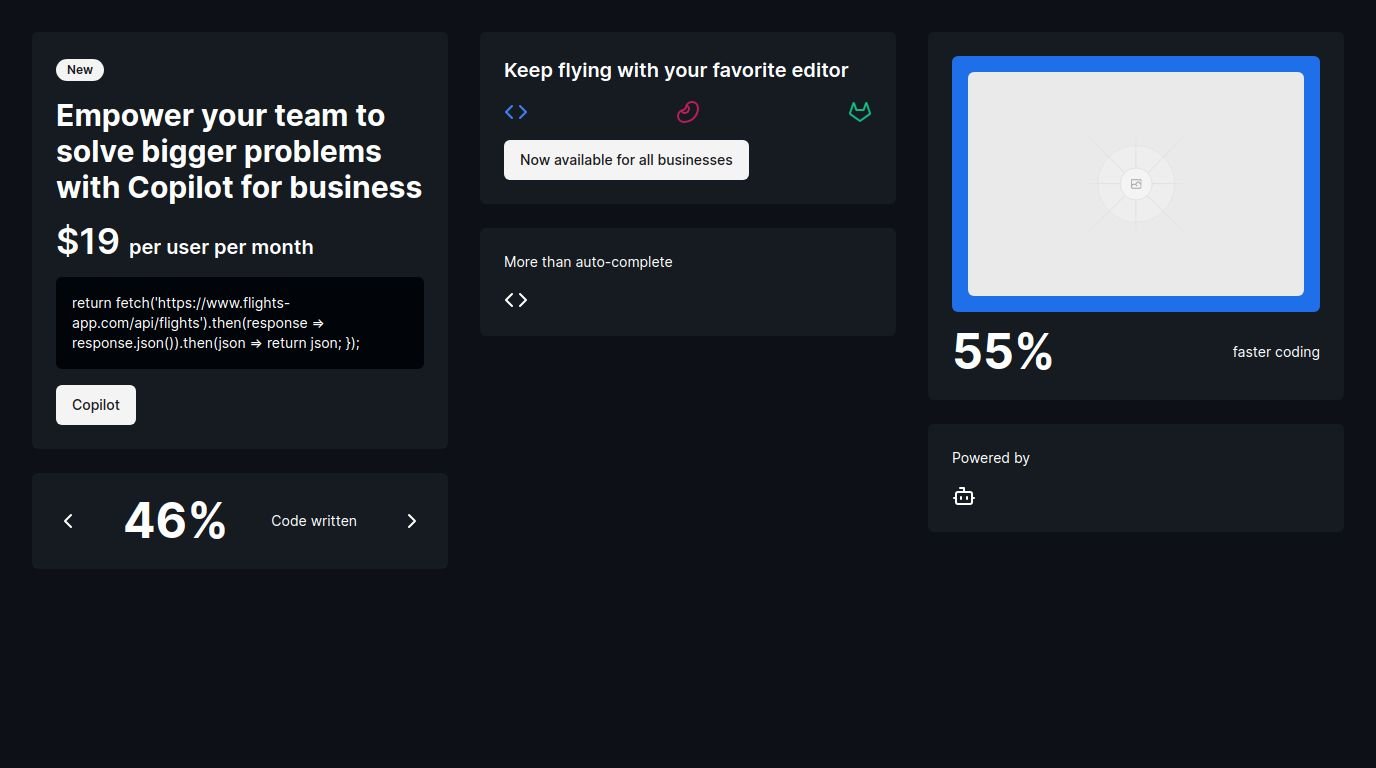 New
Empower your team to
solve bigger problems
with Copilot for business
$19 per user per month
return fetch('https://www.flights-
app.com/api/flights').then(response ⇒
response.json()).then(json ⇒ return json; });
Copilot
46% Code written
Keep flying with your favorite editor
Now available for all businesses
More than auto-complete
55% faster coding
Powered by